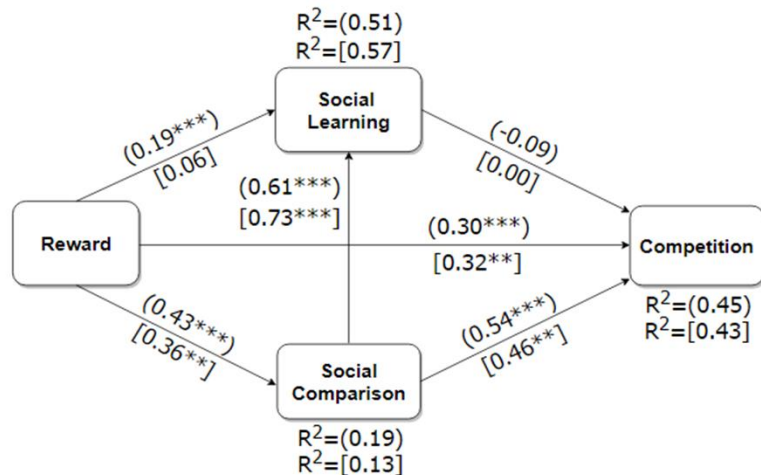 R²=(0.51)
R²=[0.57]
Social
Learning
(0.19***)
[0.06]
(-0.09)
[0.00]
(0.61***)
[0.73***]
Reward
(0.30***)
[0.32**]
Competition
R²=(0.45)
R²=[0.43]
(0.43***)
[0.36**]
(0.54***)
[0.46**]
Social
Comparison
R²=(0.19)
R²=[0.13]